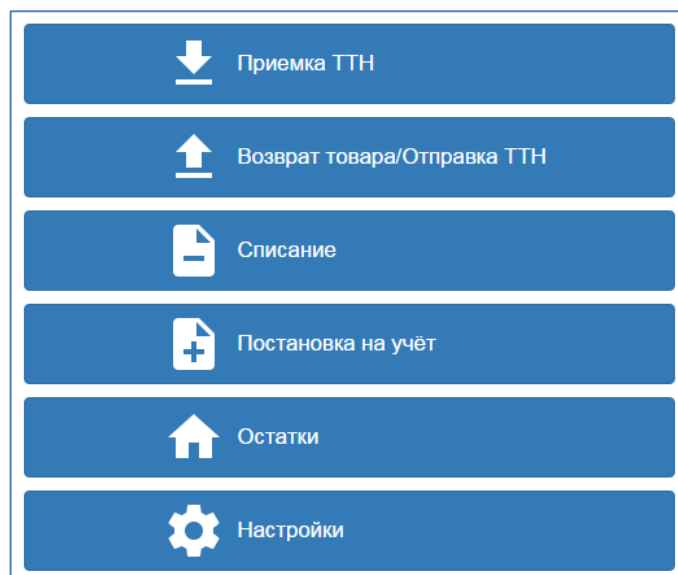 Приемка ТТН
Возврат товара/Отправка ТТН
Списание
Постановка на учёт
Остатки
Настройки